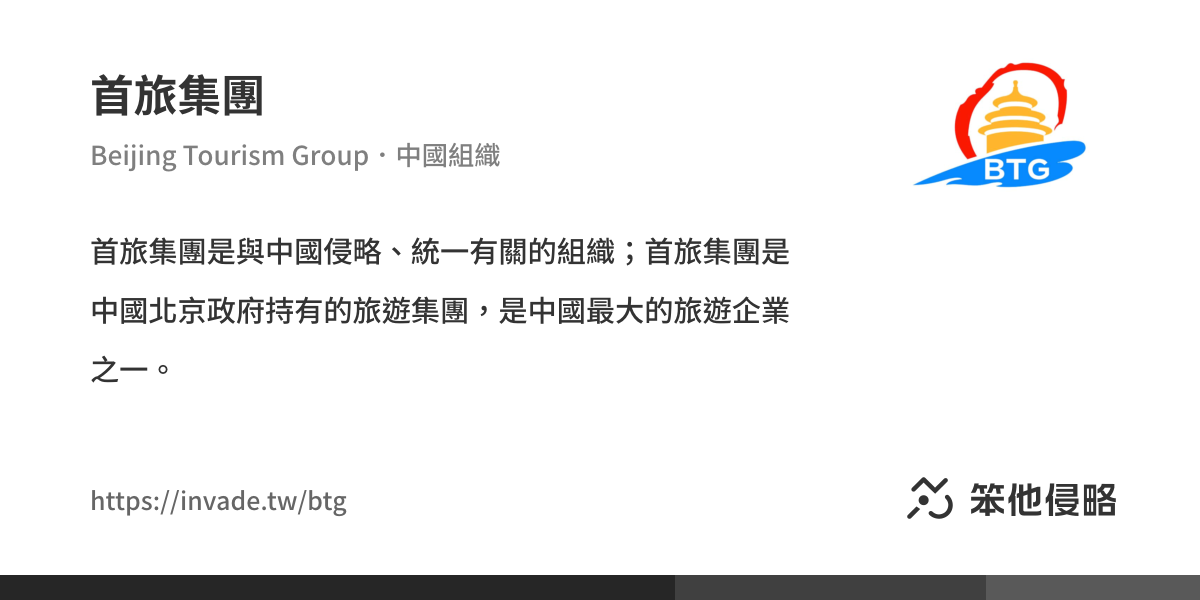 首旅集團
Beijing Tourism Group・中國組織
BTG
首旅集團是與中國侵略、統一有關的組織；首旅集團是
中國北京政府持有的旅遊集團，是中國最大的旅遊企業
之一。
https://invade.tw/btg
笨他侵略